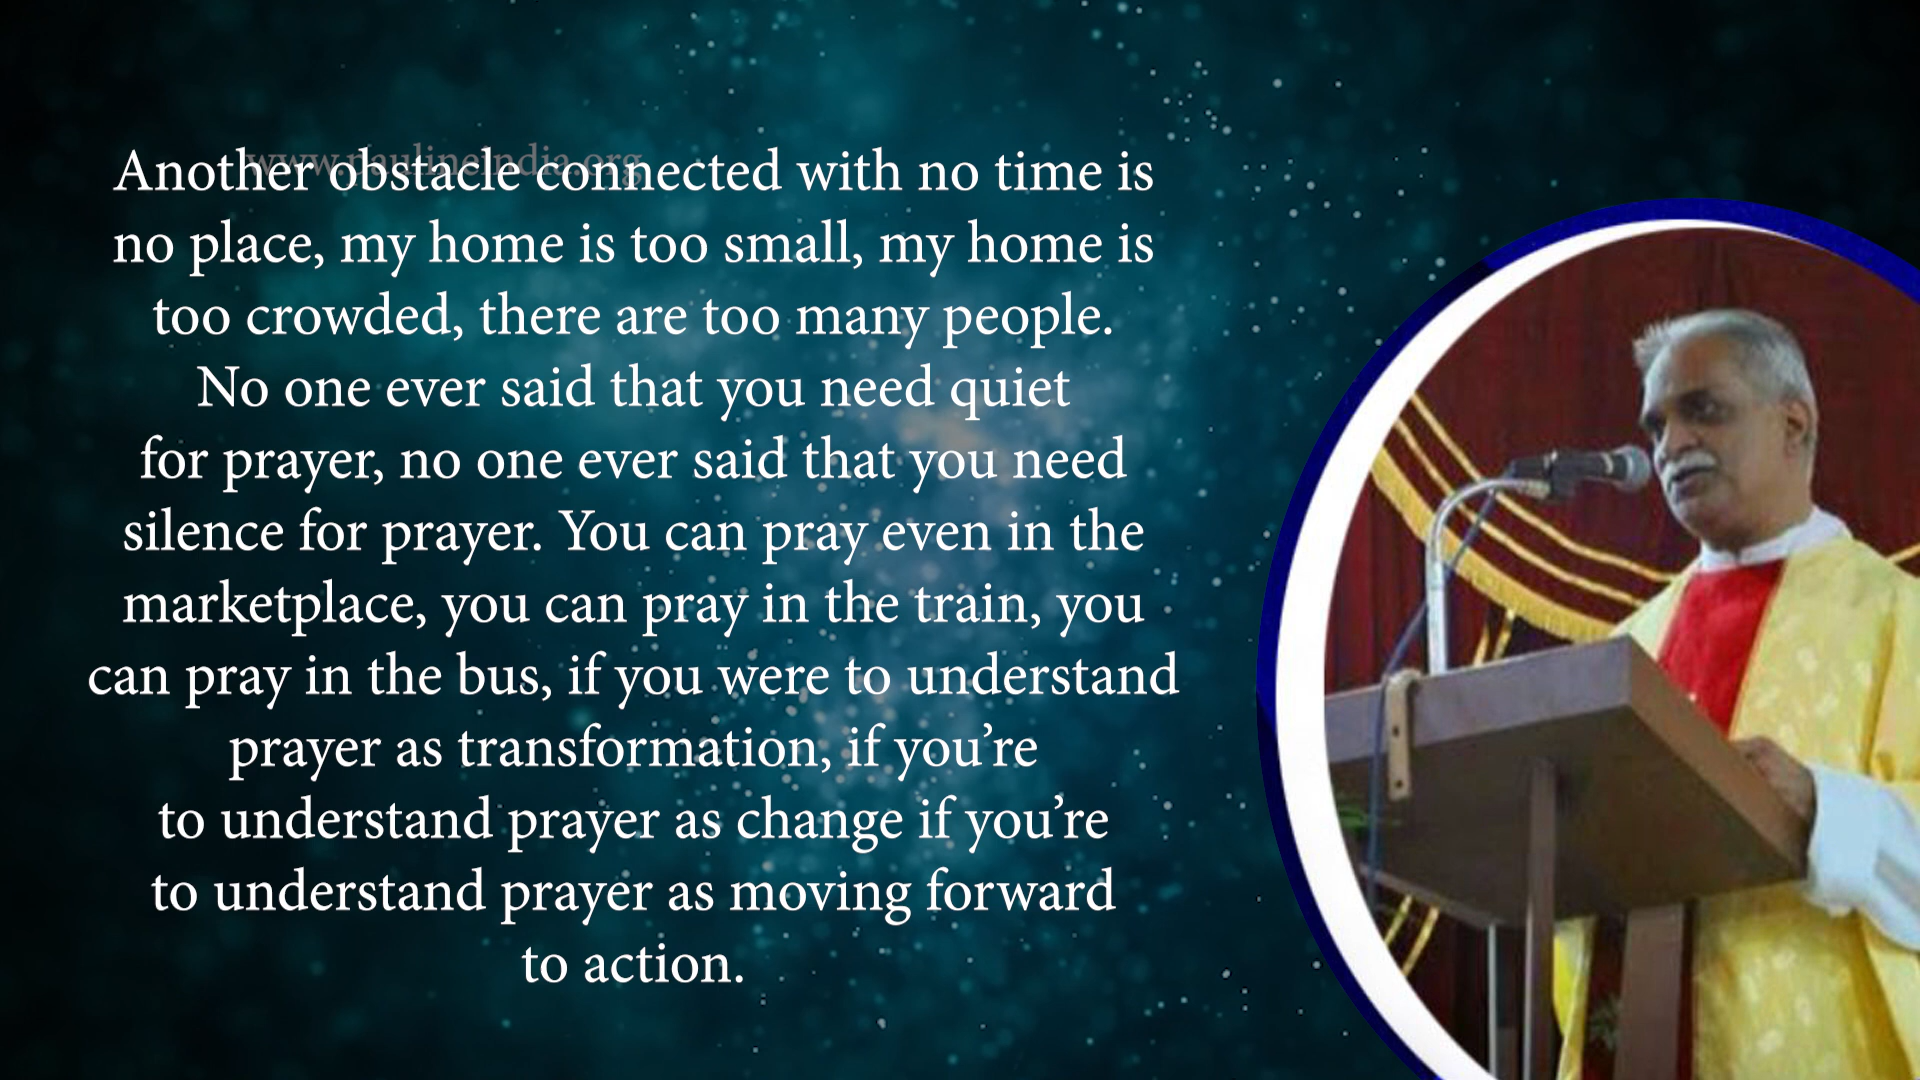 www.paulineIndia.org
Another obstacle connected with no time is
no place, my home is too small, my home is
too crowded, there are too many people.
No one ever said that you need quiet
for prayer, no one ever said that you need
silence for prayer. You can pray even in the
marketplace, you can pray in the train, you
can pray in the bus, if you were to understand
prayer as transformation, if you’re
to understand prayer as change if you’re
to understand prayer as moving forward
to action.